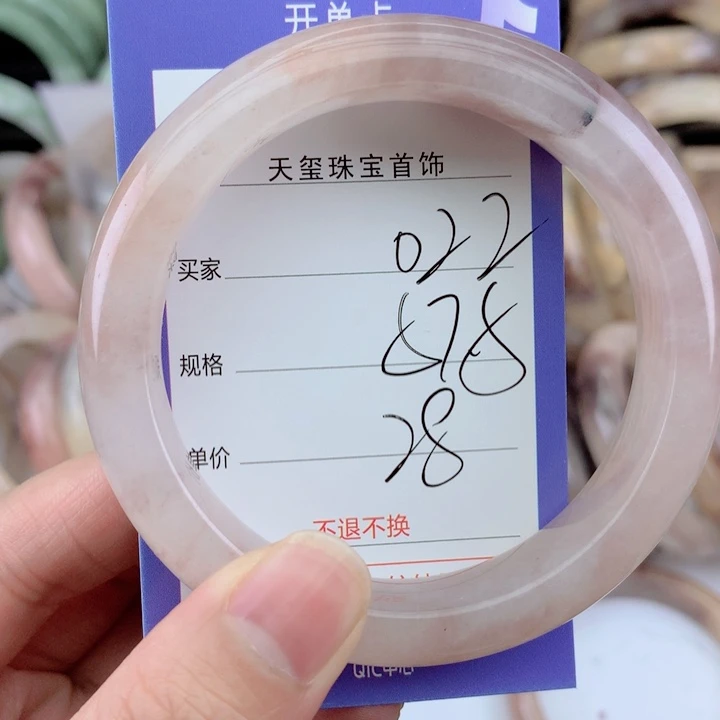 开单卡
天玺珠宝首饰
买家 022
规格 878
单价 28
不退不换